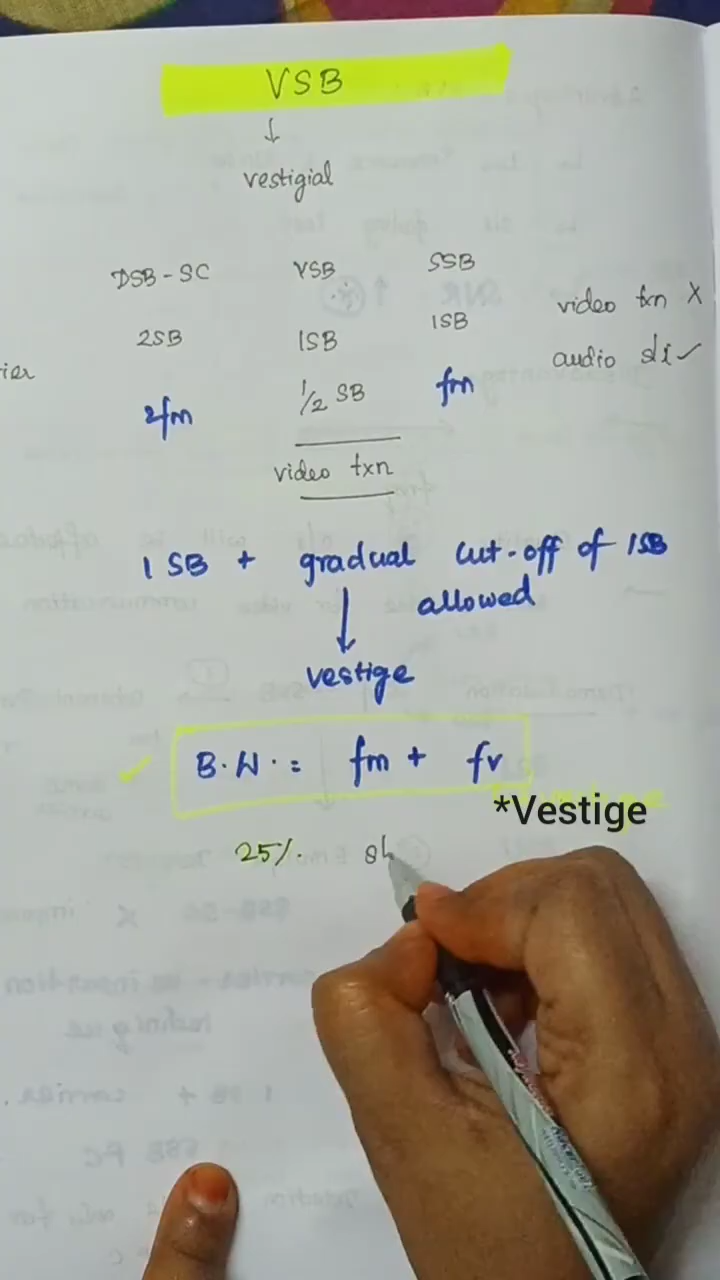 VSB
↓
vestigial
DSB-SC VSB SSB
2SB 1SB 1SB
2fm 1/2 SB fm
video txn
video txn X
audio ✓
1 SB + gradual cut-off of 1SB
allowed
vestige
✓ B.W. = fm + fv
*Vestige
25%.